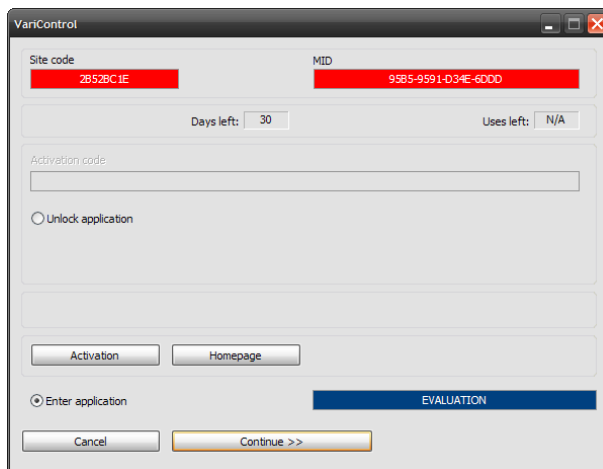 VariControl
Site code
MID
2B52BC1E
95B5-9591-D34E-6DDD
Days left: 30
Uses left: N/A
Activation code
Unlock application
Activation
Homepage
Enter application
EVALUATION
Cancel
Continue >>